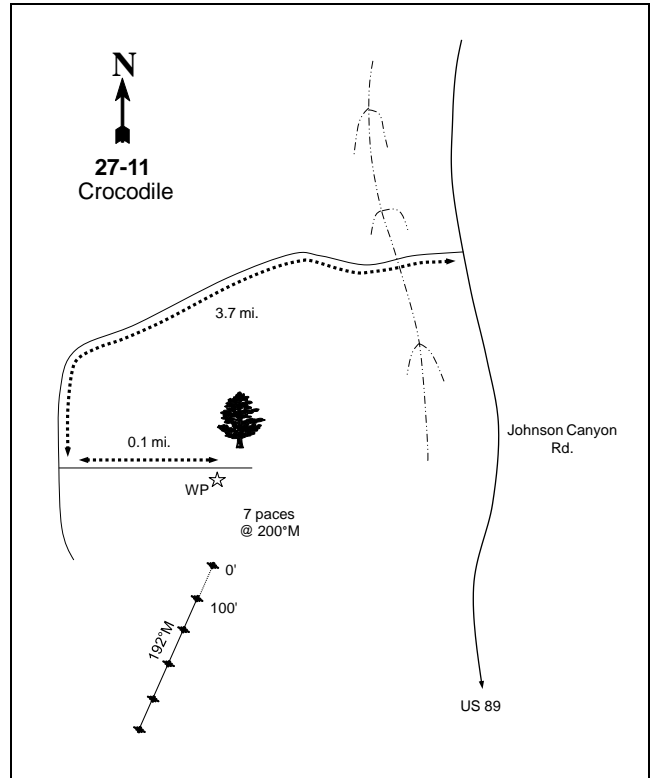 N
27-11
Crocodile
3.7 mi.
0.1 mi.
Johnson Canyon
Rd.
WP
7 paces
@ 200°M
0'
100'
192°M
US 89